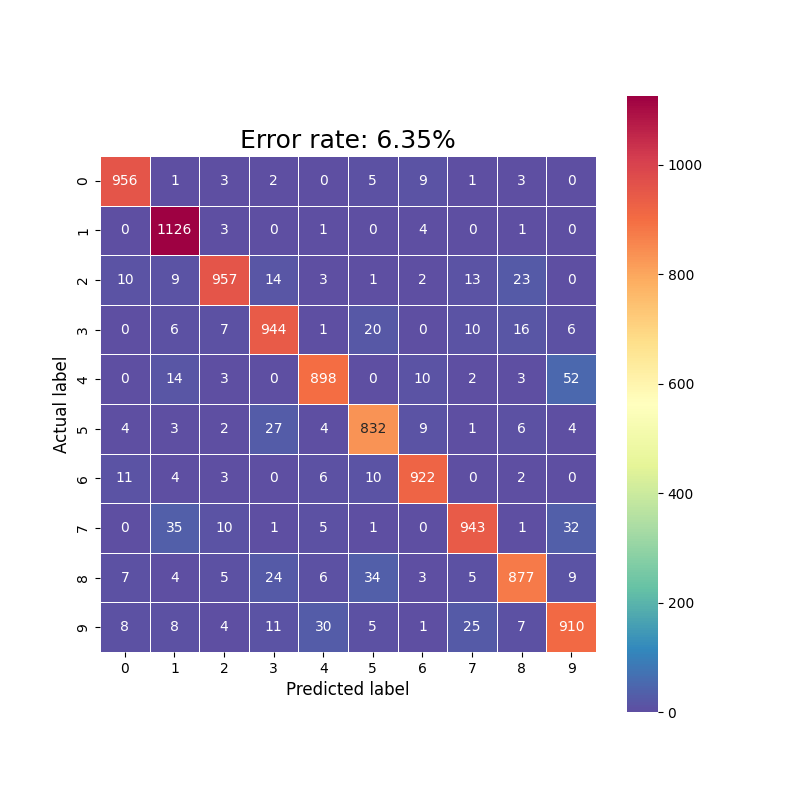 Error rate: 6.35%
0 956 1 3 2 0 5 9 1 3 0
1 0 1126 3 0 1 0 4 0 1 0
2 10 9 957 14 3 1 2 13 23 0
3 0 6 7 944 1 20 0 10 16 6
4 0 14 3 0 898 0 10 2 3 52
5 4 3 2 27 4 832 9 1 6 4
6 11 4 3 0 6 10 922 0 2 0
7 0 35 10 1 5 1 0 943 1 32
8 7 4 5 24 6 34 3 5 877 9
9 8 8 4 11 30 5 1 25 7 910
0 1 2 3 4 5 6 7 8 9
Predicted label
Actual label
1000
800
600
400
200
0